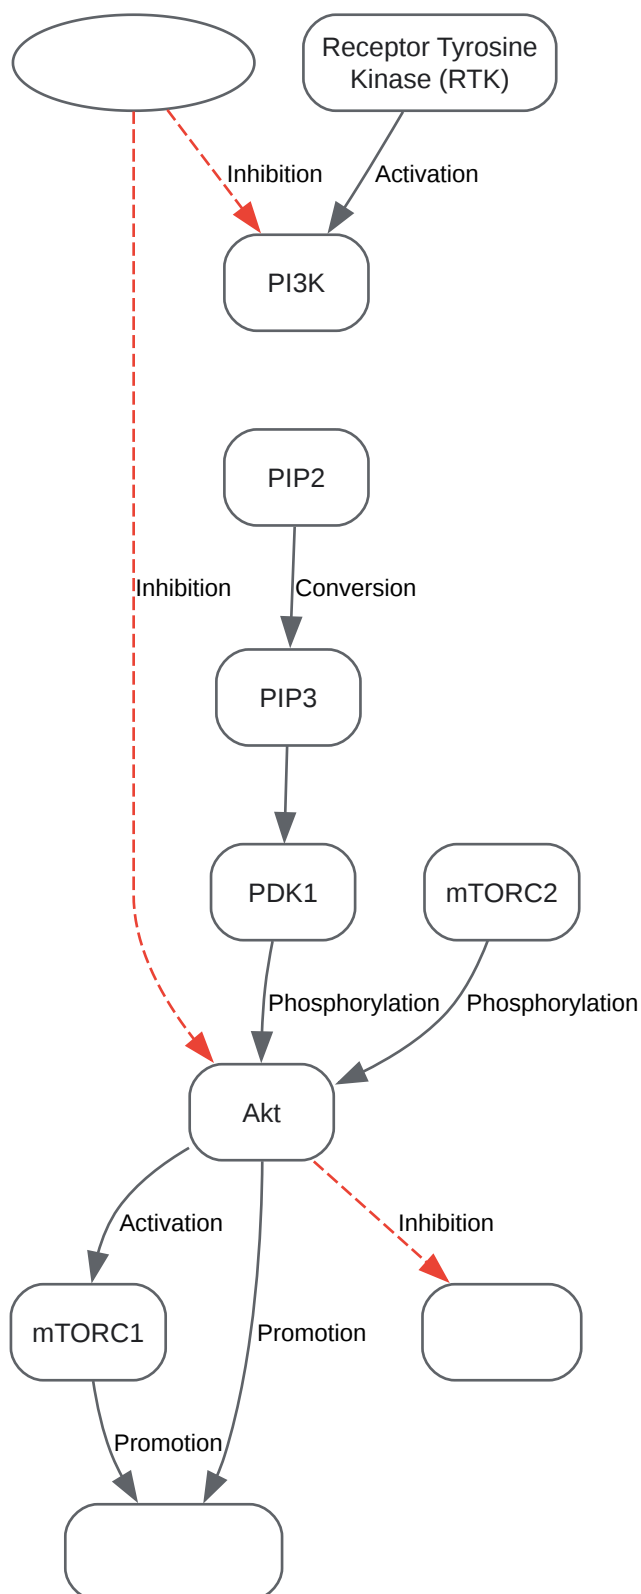 Receptor Tyrosine
Kinase (RTK)
Inhibition
Activation
PI3K
PIP2
Inhibition
Conversion
PIP3
PDK1
mTORC2
Phosphorylation
Phosphorylation
Akt
Activation
Inhibition
mTORC1
Promotion
Promotion